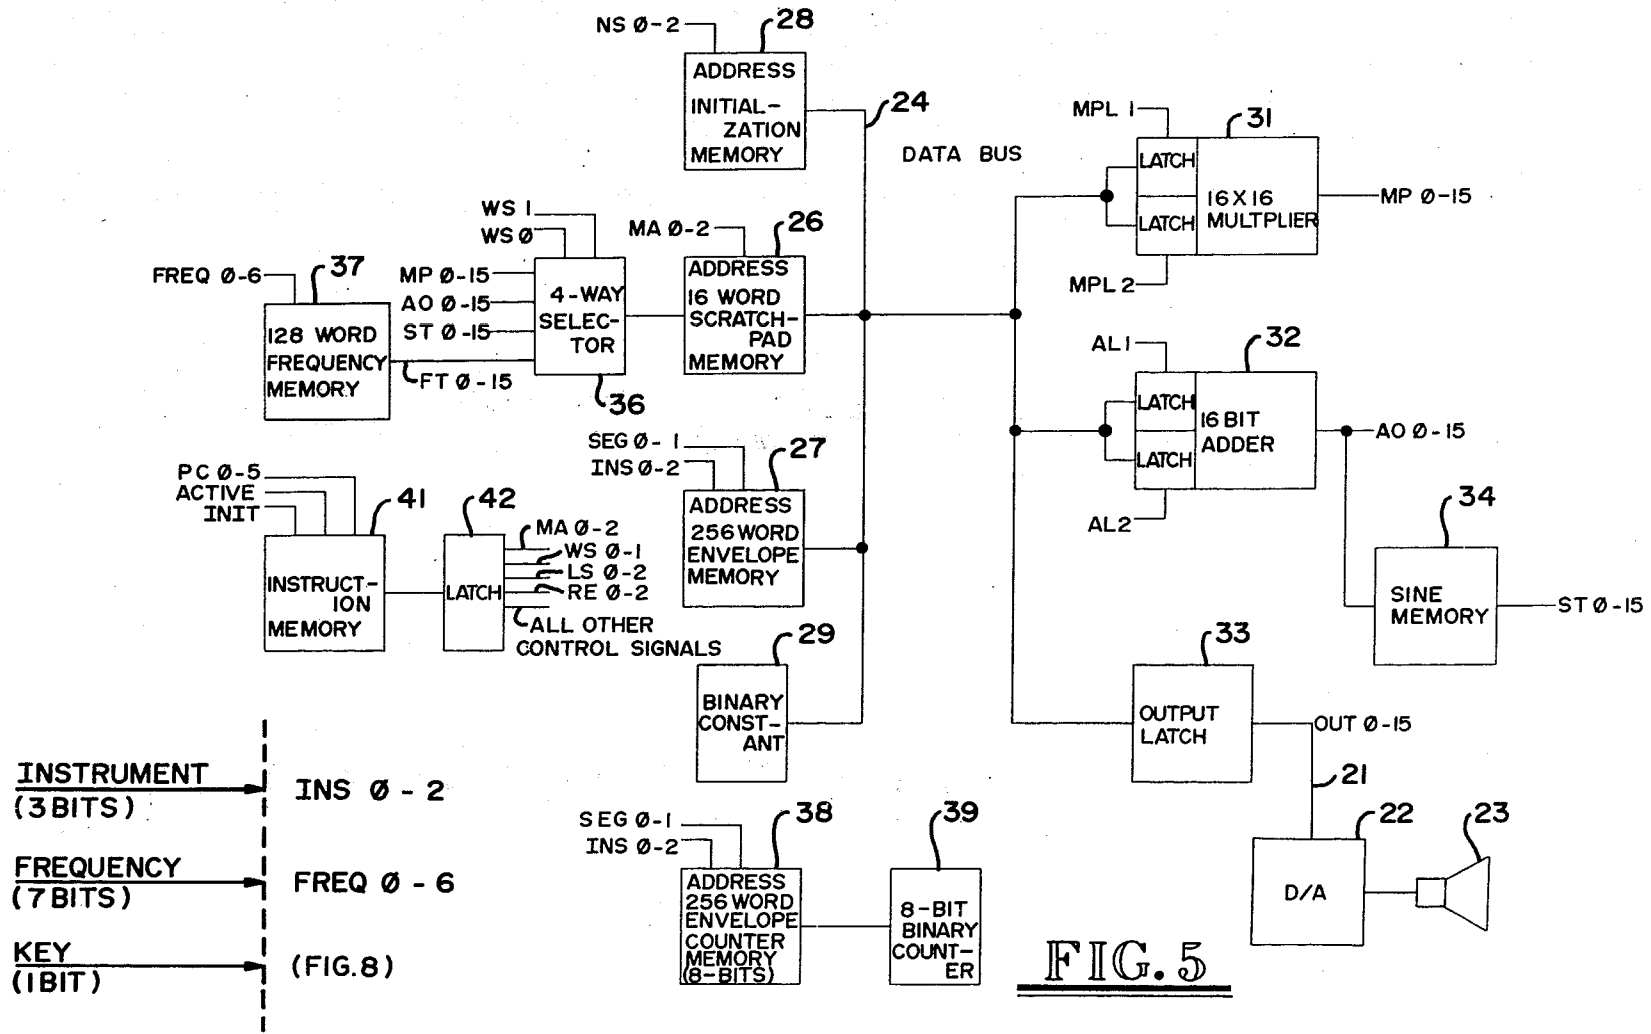 NS Ø-2
28
ADDRESS
INITIAL-
ZATION
MEMORY
24
DATA BUS
MPL 1
31
LATCH
LATCH
16X16
MULTPLIER
MP Ø-15
MPL 2
WS 1
WS Ø
MA Ø-2
26
FREQ Ø-6
37
128 WORD
FREQUENCY
MEMORY
MP Ø-15
AO Ø-15
ST Ø-15
FT Ø-15
4-WAY
SELEC-
TOR
36
ADDRESS
16 WORD
SCRATCH-
PAD
MEMORY
AL1
32
LATCH
LATCH
16 BIT
ADDER
AO Ø-15
AL2
SEG Ø-1
INS Ø-2
27
ADDRESS
256 WORD
ENVELOPE
MEMORY
PC Ø-5
ACTIVE
INIT
41
INSTRUCT-
ION
MEMORY
42
LATCH
MA Ø-2
WS Ø-1
LS Ø-2
RE Ø-2
ALL OTHER
CONTROL SIGNALS
34
SINE
MEMORY
ST Ø-15
29
BINARY
CONST-
ANT
33
OUTPUT
LATCH
OUT Ø-15
21
INSTRUMENT
(3 BITS)
INS Ø - 2
FREQUENCY
(7 BITS)
FREQ Ø - 6
KEY
(1 BIT)
(FIG.8)
SEG Ø-1
INS Ø-2
38
ADDRESS
256 WORD
ENVELOPE
COUNTER
MEMORY
(8-BITS)
39
8-BIT
BINARY
COUNT-
ER
22
D/A
23
FIG. 5